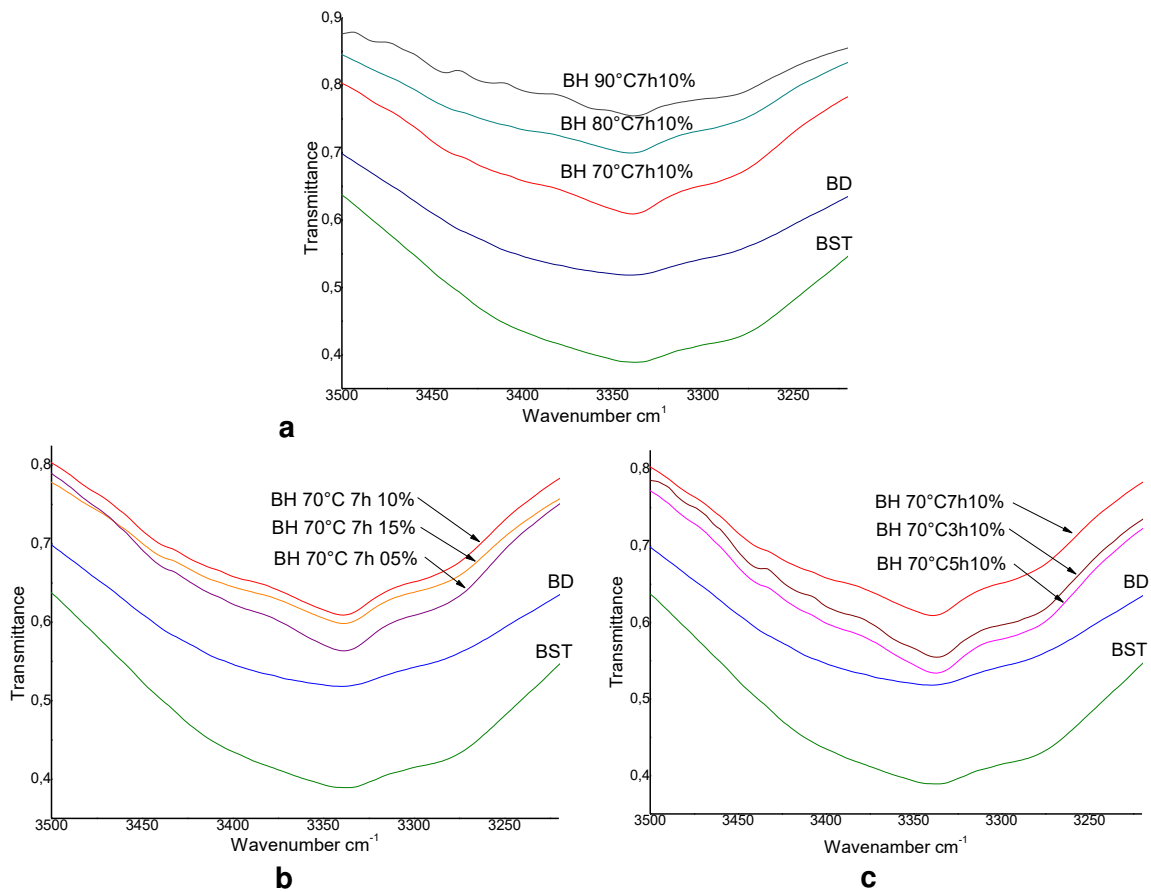 0,9
0,8
0,7
0,6
0,5
0,4
Transmittance
BH 90°C7h10%
BH 80°C7h10%
BH 70°C7h10%
BD
BST
3500 3450 3400 3350 3300 3250
Wavenumber cm⁻¹
a
0,8
0,7
0,6
0,5
0,4
Transmittance
BH 70°C 7h 10%
BH 70°C 7h 15%
BH 70°C 7h 05%
BD
BST
3500 3450 3400 3350 3300 3250
Wavenumber cm⁻¹
b
0,8
0,7
0,6
0,5
0,4
Transmittance
BH 70°C7h10%
BH 70°C3h10%
BH 70°C5h10%
BD
BST
3500 3450 3400 3350 3300 3250
Wavenamber cm⁻¹
c